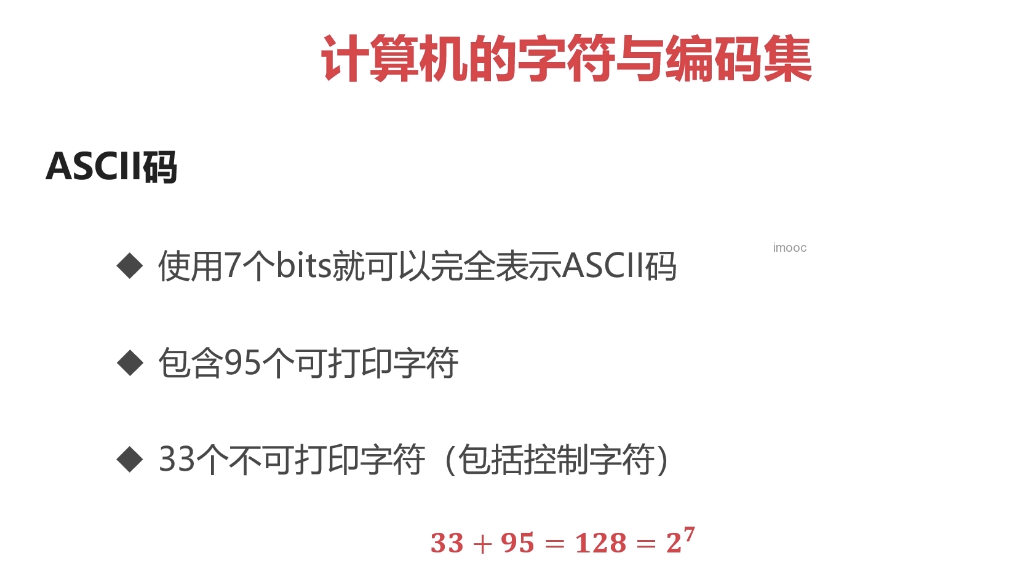 计算机的字符与编码集
ASCII码
imooc
◆ 使用7个bits就可以完全表示ASCII码
◆ 包含95个可打印字符
◆ 33个不可打印字符（包括控制字符）
33 + 95 = 128 = 2⁷